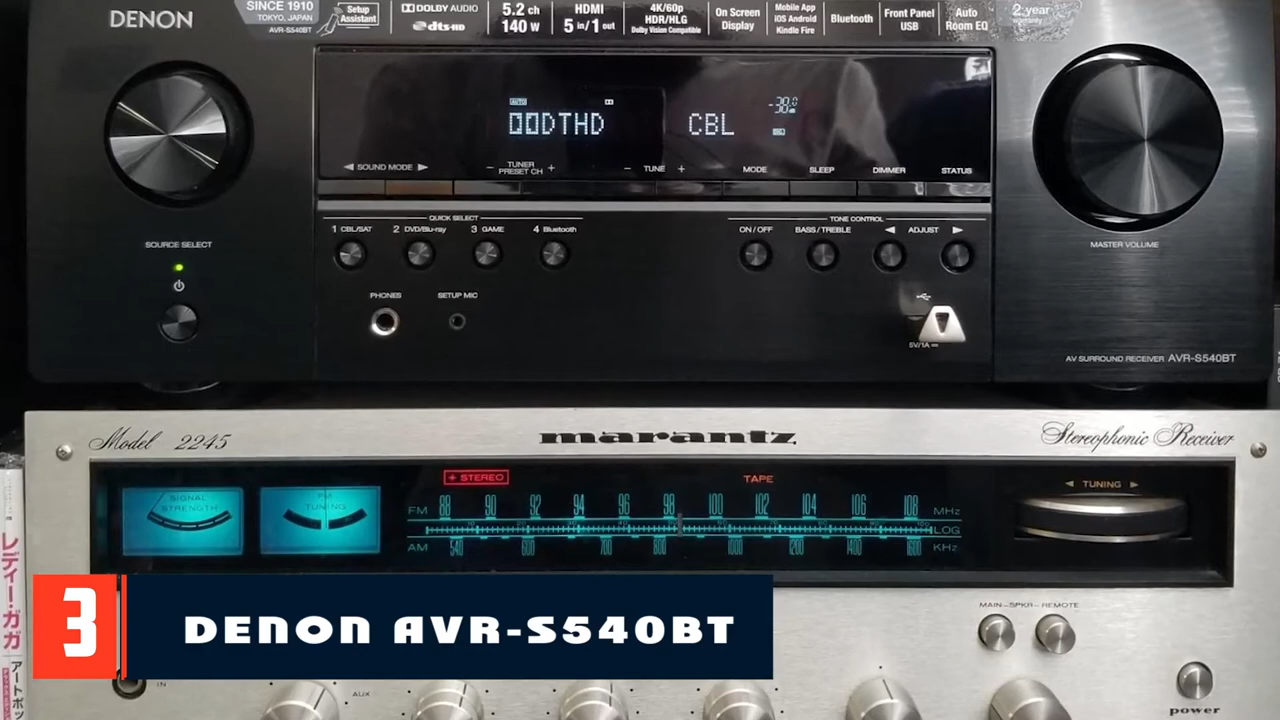 DENON
SINCE 1910
TOKYO, JAPAN
AVR-S540BT
Setup
Assistant
DOLBY AUDIO
dts-HD
5.2 ch
140 W
HDMI
5 in / 1 out
4K/60p
HDR/HLG
Dolby Vision Compatible
On Screen
Display
Mobile App
iOS Android
Kindle Fire
Bluetooth
Front Panel
USB
Auto
Room EQ
2 year
warranty
AUTO
DTHD
CBL
-38.0
SOUND MODE
- TUNER +
PRESET CH
- TUNE +
MODE
SLEEP
DIMMER
STATUS
QUICK SELECT
1 CBL/SAT
2 DVD/Blu-ray
3 GAME
4 Bluetooth
TONE CONTROL
ON / OFF
BASS/TREBLE
ADJUST
SOURCE SELECT
MASTER VOLUME
PHONES
SETUP MIC
5V/1A
AV SURROUND RECEIVER AVR-S540BT
Model 2245
marantz
Stereophonic Receiver
SIGNAL
STRENGTH
FM
TUNING
+ STEREO
TAPE
TUNING
FM 88 90 92 94 96 98 100 102 104 106 108 MHz
LOG
AM 540 600 700 800 1000 1200 1400 1600 KHz
レディー・ガガ
アートポッ
MAIN-SPKR-REMOTE
3
DENON AVR-S540BT
IN
AUX
power